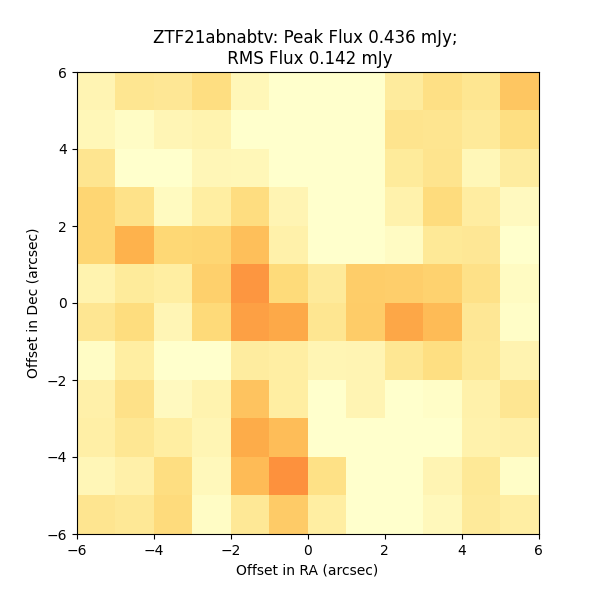 ZTF21abnabtv: Peak Flux 0.436 mJy;
RMS Flux 0.142 mJy
6
4
2
0
−2
−4
−6
Offset in Dec (arcsec)
−6 −4 −2 0 2 4 6
Offset in RA (arcsec)